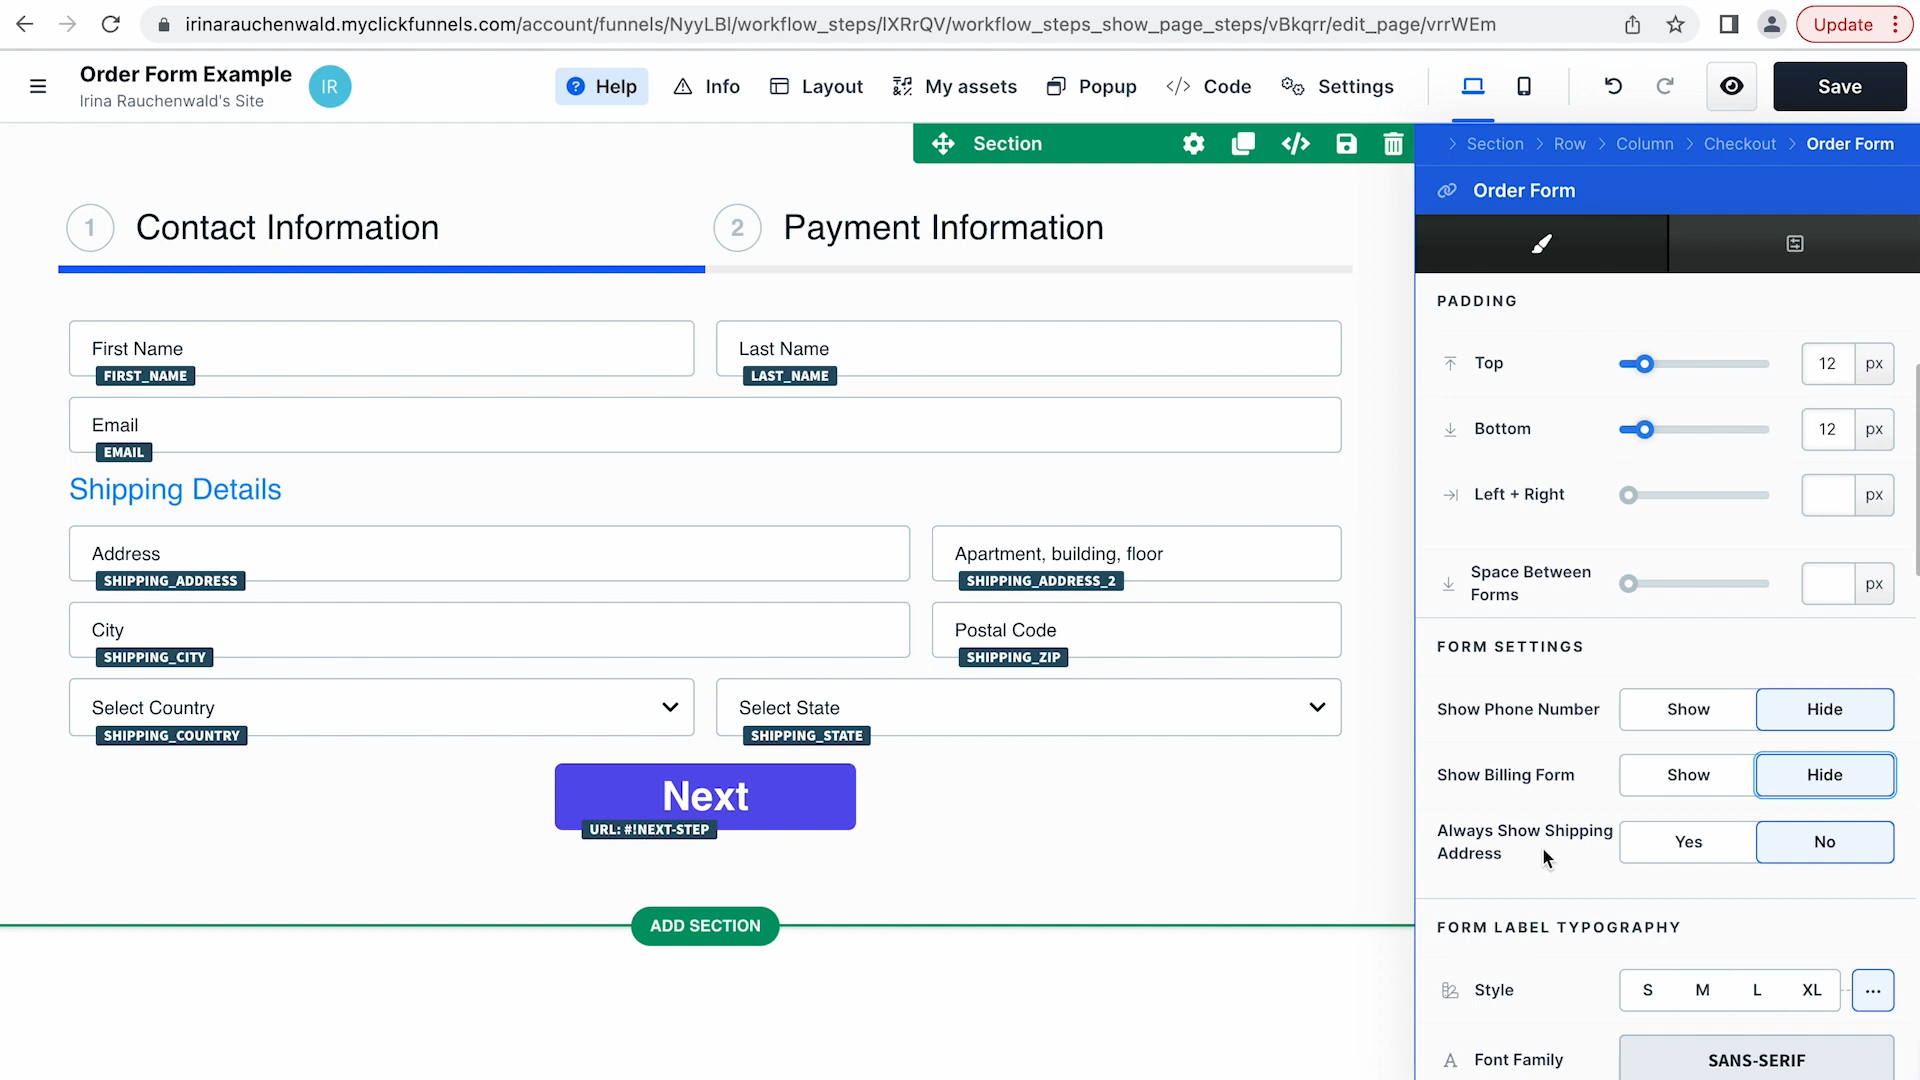 irinarauchenwald.myclickfunnels.com/account/funnels/NyyLBl/workflow_steps/lXRrQV/workflow_steps_show_page_steps/vBkqrr/edit_page/vrrWEm
Update
Order Form Example
Irina Rauchenwald's Site
IR
Help
Info
Layout
My assets
Popup
Code
Settings
Save
Section
Section
Row
Column
Checkout
Order Form
Order Form
1 Contact Information
2 Payment Information
First Name
FIRST_NAME
Last Name
LAST_NAME
Email
EMAIL
Shipping Details
Address
SHIPPING_ADDRESS
Apartment, building, floor
SHIPPING_ADDRESS_2
City
SHIPPING_CITY
Postal Code
SHIPPING_ZIP
Select Country
SHIPPING_COUNTRY
Select State
SHIPPING_STATE
Next
URL: #!NEXT-STEP
ADD SECTION
PADDING
Top 12 px
Bottom 12 px
Left + Right px
Space Between
Forms
px
FORM SETTINGS
Show Phone Number Show Hide
Show Billing Form Show Hide
Always Show Shipping
Address
Yes No
FORM LABEL TYPOGRAPHY
Style S M L XL ...
Font Family SANS-SERIF